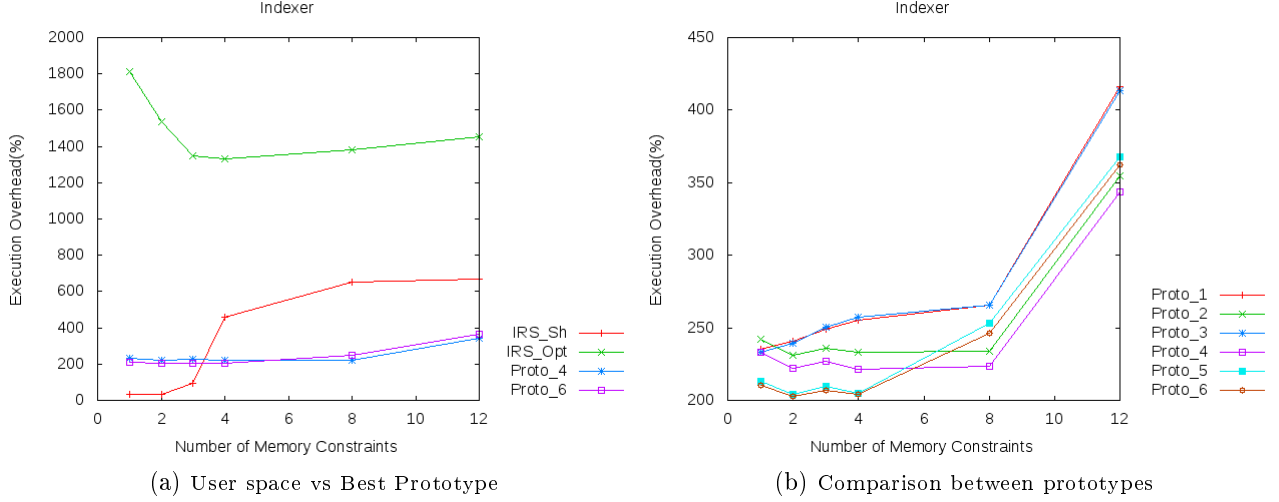 Indexer
2000
1800
1600
1400
1200
1000
800
600
400
200
0
0 2 4 6 8 10 12
Execution Overhead(%)
Number of Memory Constraints
IRS_Sh
IRS_Opt
Proto_4
Proto_6
(a) User space vs Best Prototype
Indexer
450
400
350
300
250
200
0 2 4 6 8 10 12
Execution Overhead(%)
Number of Memory Constraints
Proto_1
Proto_2
Proto_3
Proto_4
Proto_5
Proto_6
(b) Comparison between prototypes